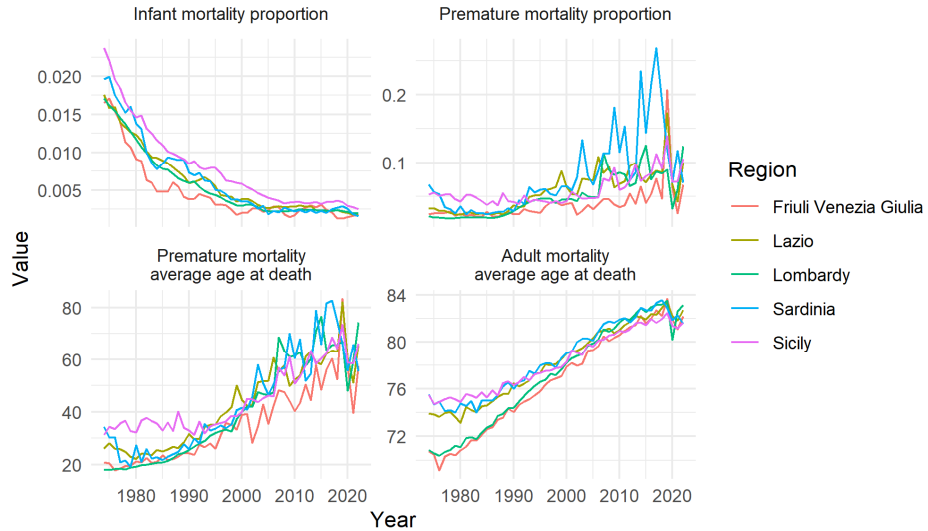 Infant mortality proportion
Premature mortality proportion
0.020
0.015
0.010
0.005
0.2
0.1
Premature mortality
average age at death
Adult mortality
average age at death
80
60
40
20
84
80
76
72
1980 1990 2000 2010 2020
1980 1990 2000 2010 2020
Value
Year
Region
Friuli Venezia Giulia
Lazio
Lombardy
Sardinia
Sicily